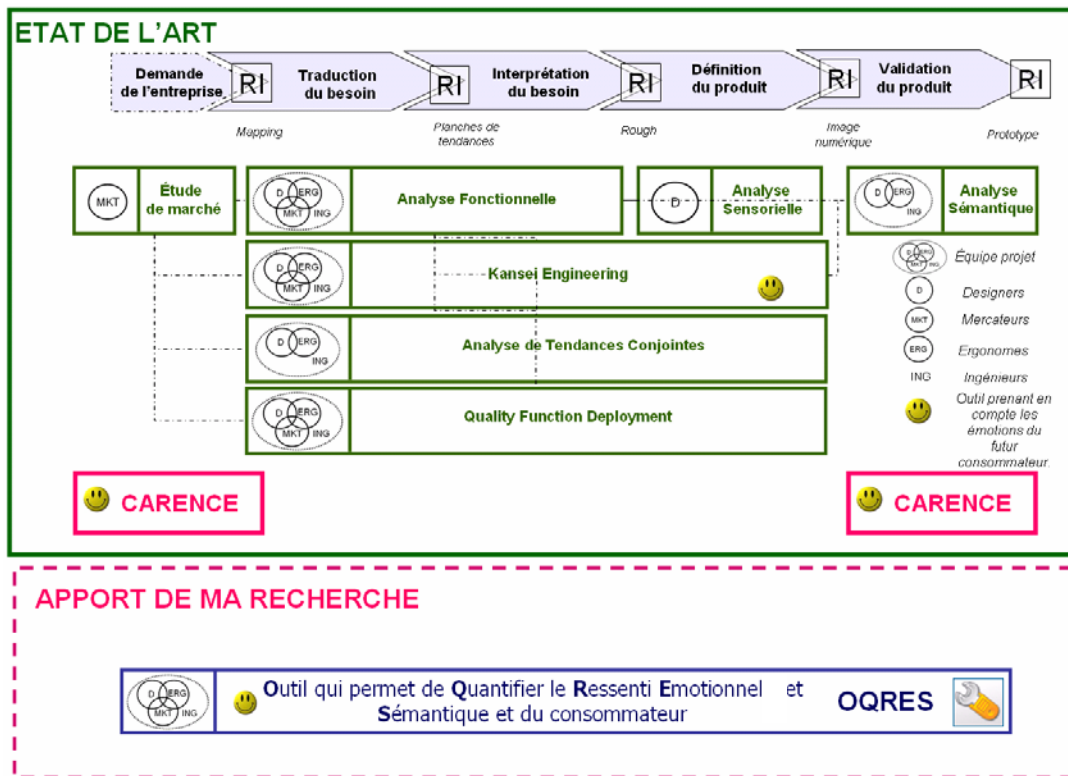 ETAT DE L'ART
Demande
de l'entreprise
RI
Traduction
du besoin
RI
Interprétation
du besoin
RI
Définition
du produit
RI
Validation
du produit
RI
Mapping
Planches de
tendances
Rough
Image
numérique
Prototype
MKT
Étude
de marché
D ERG
MKT ING
Analyse Fonctionnelle
D
Analyse
Sensorielle
D ERG
ING
Analyse
Sémantique
D ERG
MKT ING
Kansei Engineering
D ERG
ING
Analyse de Tendances Conjointes
D ERG
MKT ING
Quality Function Deployment
D ERG
MKT ING
Équipe projet
D
Designers
MKT
Mercateurs
ERG
Ergonomes
ING
Ingénieurs
Outil prenant en
compte les
émotions du
futur
consommateur.
CARENCE
CARENCE
APPORT DE MA RECHERCHE
D ERG
MKT ING
Outil qui permet de Quantifier le Ressenti Emotionnel et
Sémantique et du consommateur
OQRES